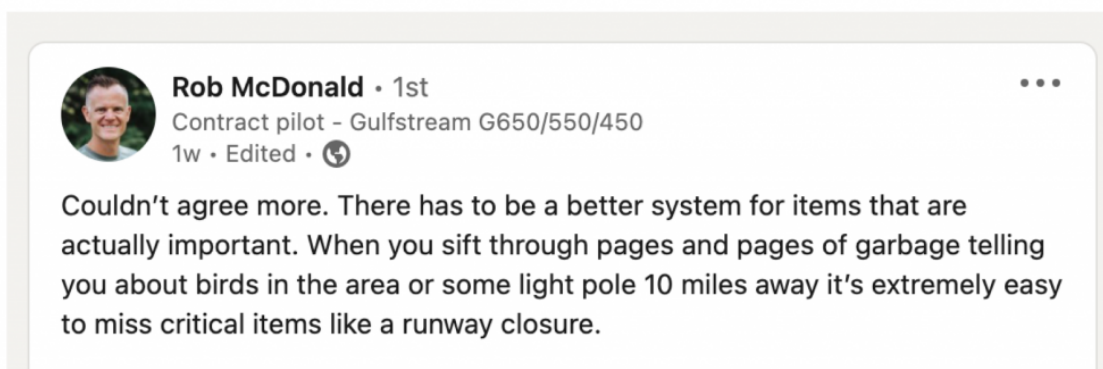 Rob McDonald • 1st
Contract pilot - Gulfstream G650/550/450
1w • Edited •
Couldn’t agree more. There has to be a better system for items that are
actually important. When you sift through pages and pages of garbage telling
you about birds in the area or some light pole 10 miles away it’s extremely easy
to miss critical items like a runway closure.